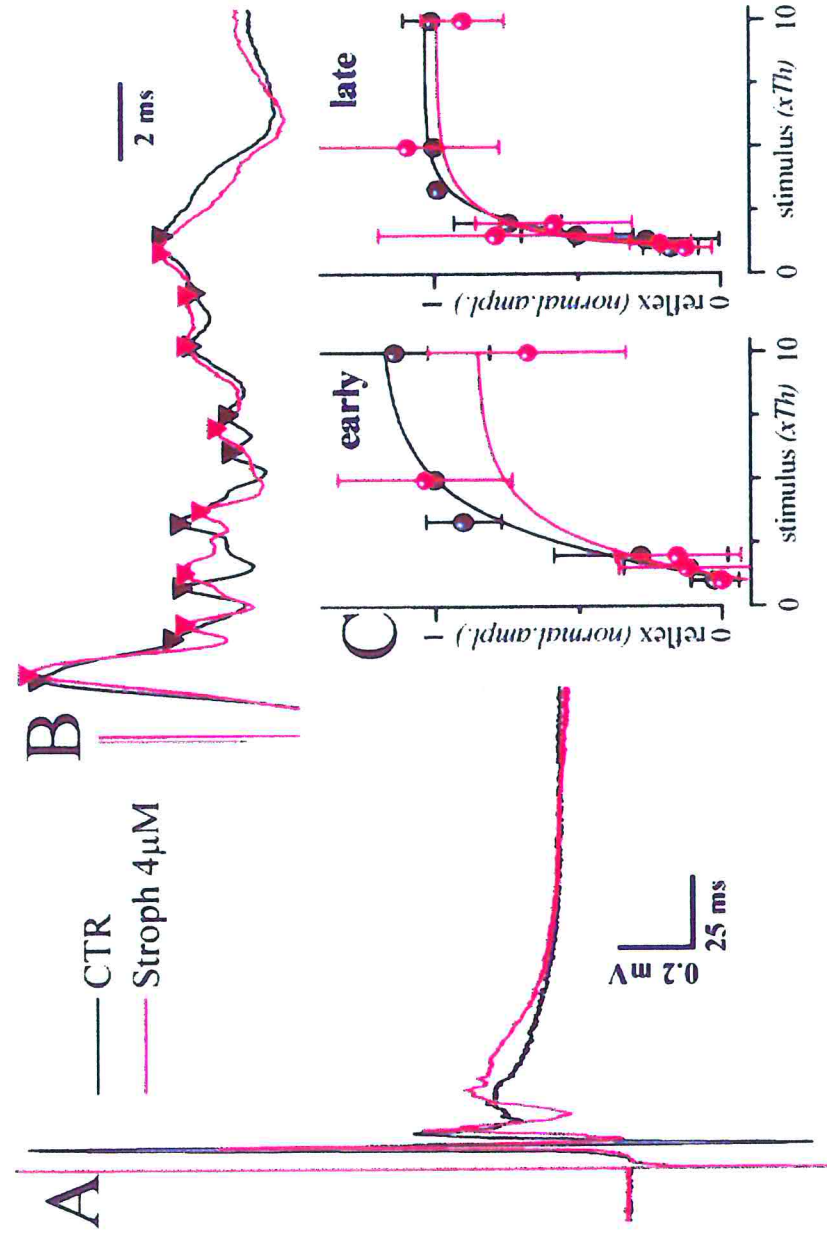 A
CTR
Stroph 4μM
0.2 mV
25 ms
B
2 ms
C
early
reflex (normal.ampl.)
1
0
0
10
stimulus (xTh)
late
reflex (normal.ampl.)
1
0
0
10
stimulus (xTh)